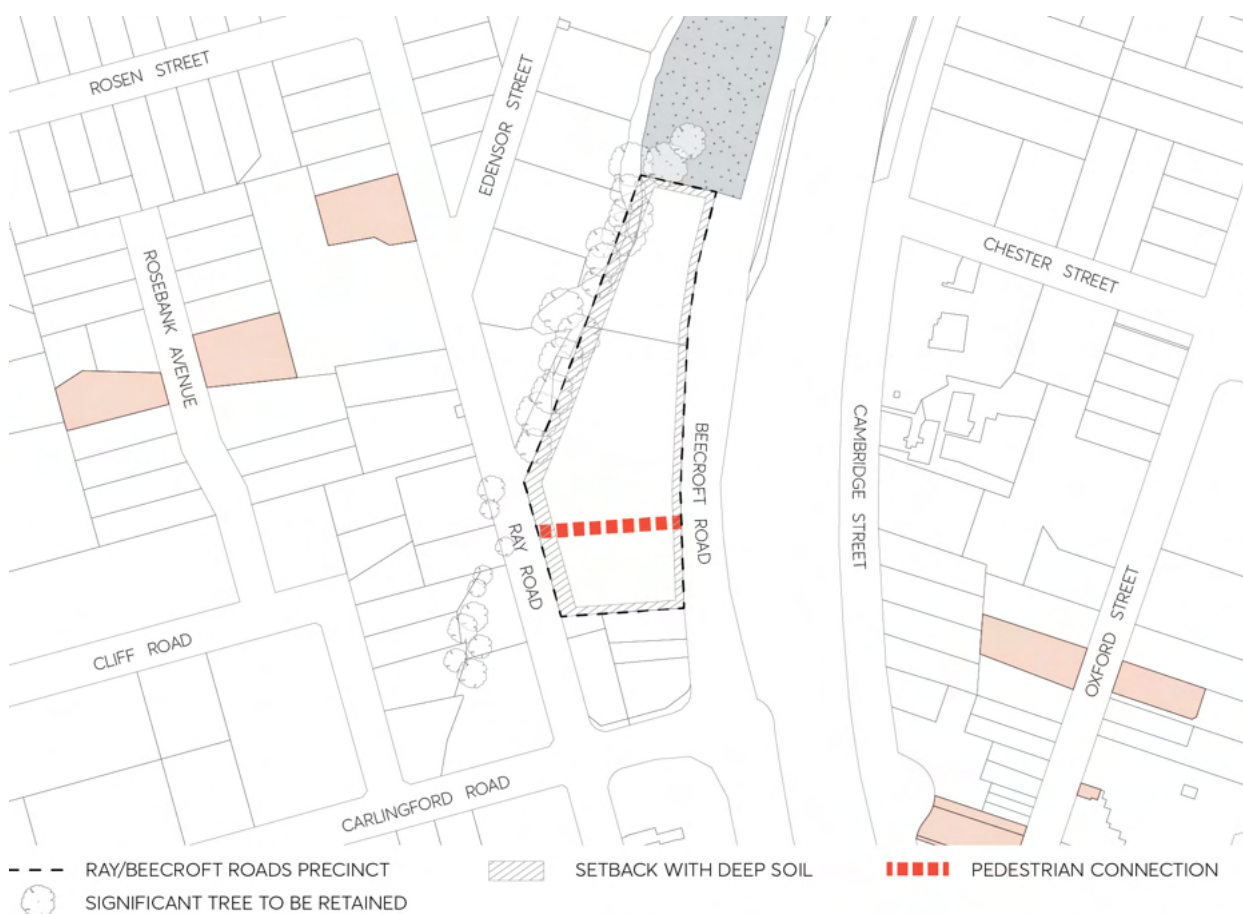 ROSEN STREET
EDENSOR STREET
CHESTER STREET
ROSEBANK AVENUE
BEECROFT ROAD
CAMBRIDGE STREET
RAY ROAD
OXFORD STREET
CLIFF ROAD
CARLINGFORD ROAD
RAY/BEECROFT ROADS PRECINCT
SETBACK WITH DEEP SOIL
PEDESTRIAN CONNECTION
SIGNIFICANT TREE TO BE RETAINED